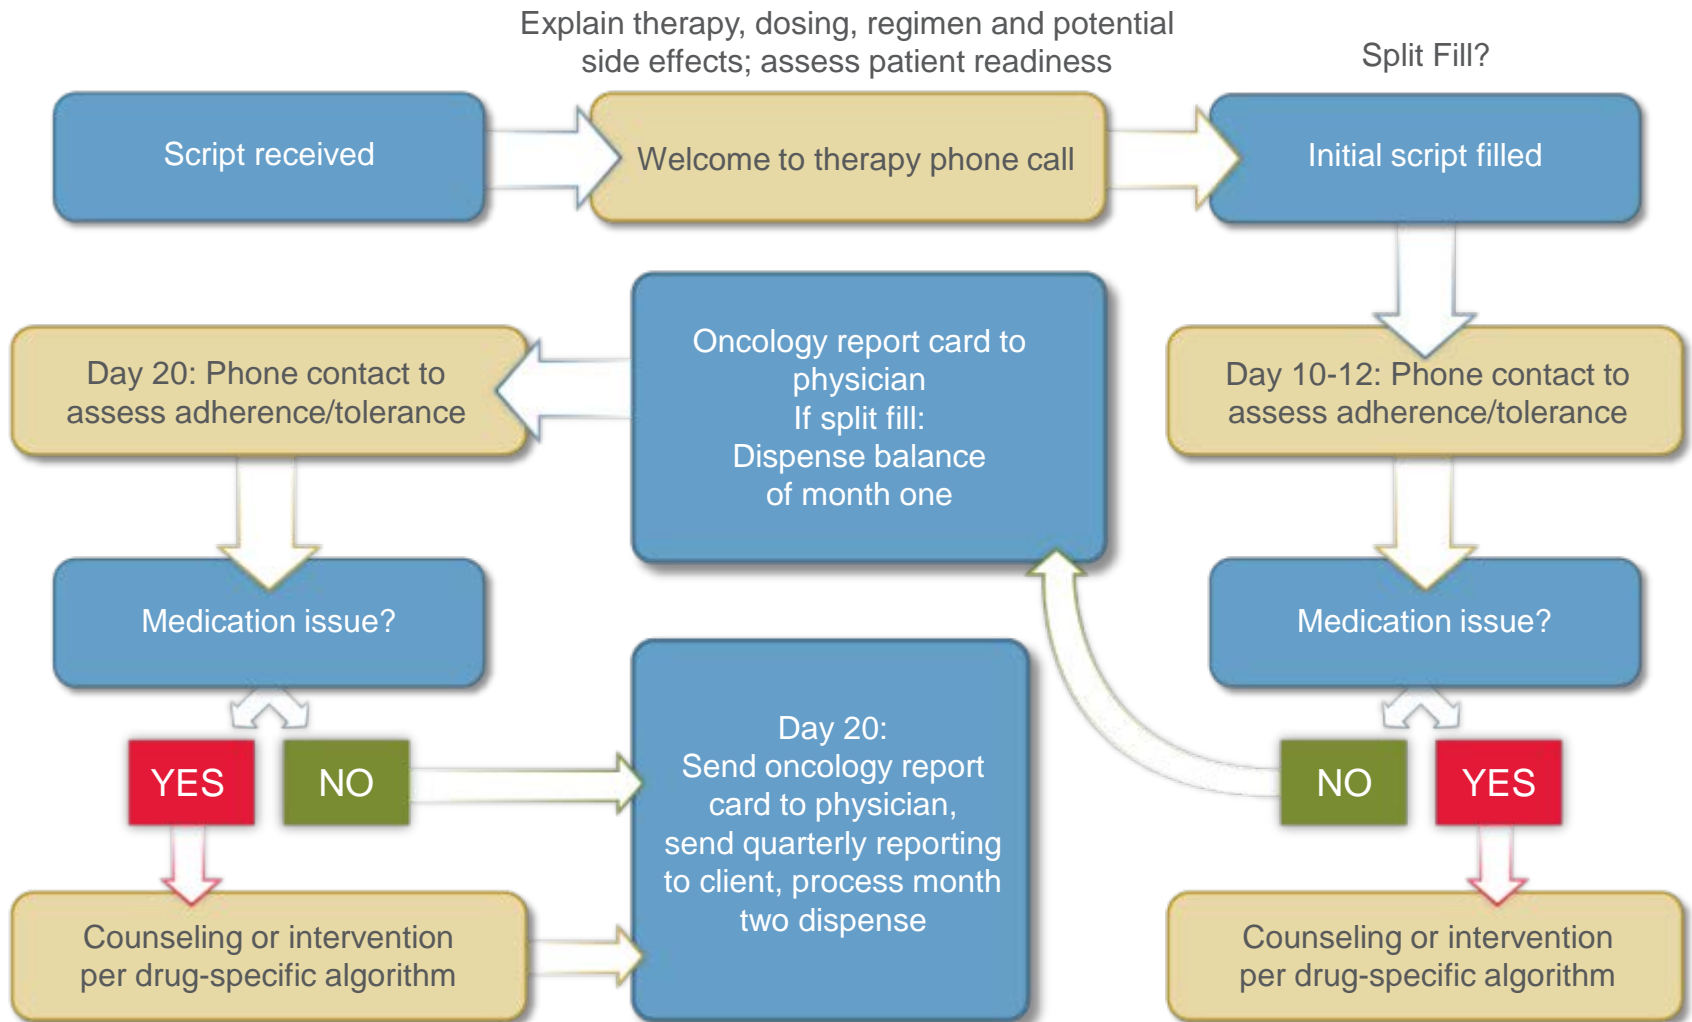 Explain therapy, dosing, regimen and potential
side effects; assess patient readiness
Split Fill?
Script received
Welcome to therapy phone call
Initial script filled
Oncology report card to
physician
If split fill:
Dispense balance
of month one
Day 20: Phone contact to
assess adherence/tolerance
Day 10-12: Phone contact to
assess adherence/tolerance
Medication issue?
Medication issue?
YES
NO
Day 20:
Send oncology report
card to physician,
send quarterly reporting
to client, process month
two dispense
NO
YES
Counseling or intervention
per drug-specific algorithm
Counseling or intervention
per drug-specific algorithm